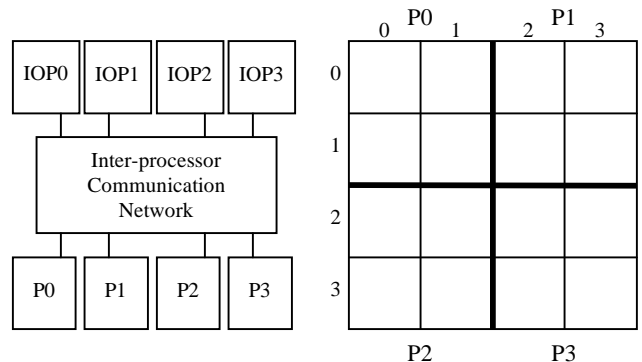 IOP0 IOP1 IOP2 IOP3
Inter-processor
Communication
Network
P0 P1 P2 P3
P0 P1
0 1 2 3
0
1
2
3
P2 P3